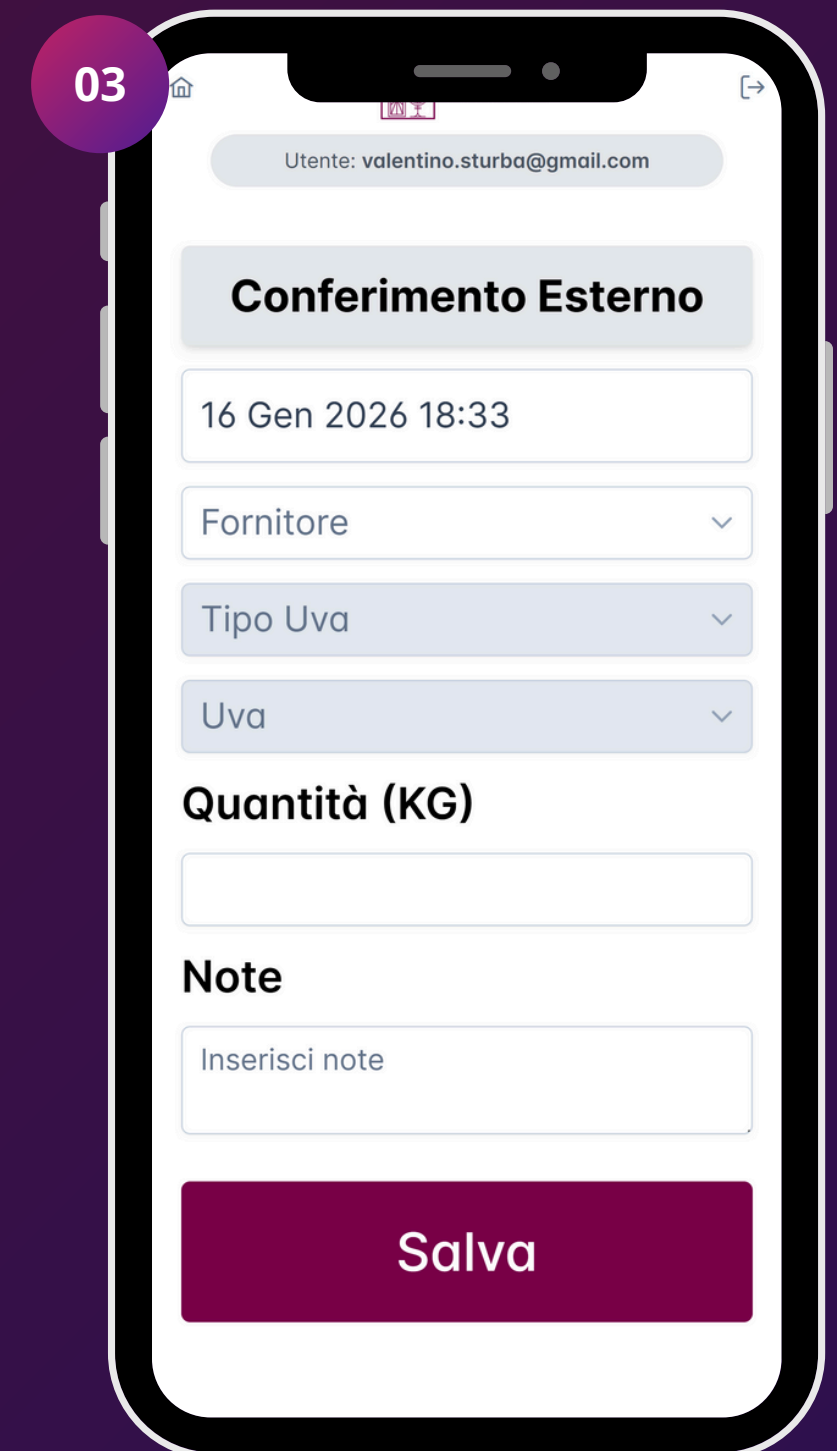 03
Utente: valentino.sturba@gmail.com
Conferimento Esterno
16 Gen 2026 18:33
Fornitore
Tipo Uva
Uva
Quantità (KG)
Note
Inserisci note
Salva